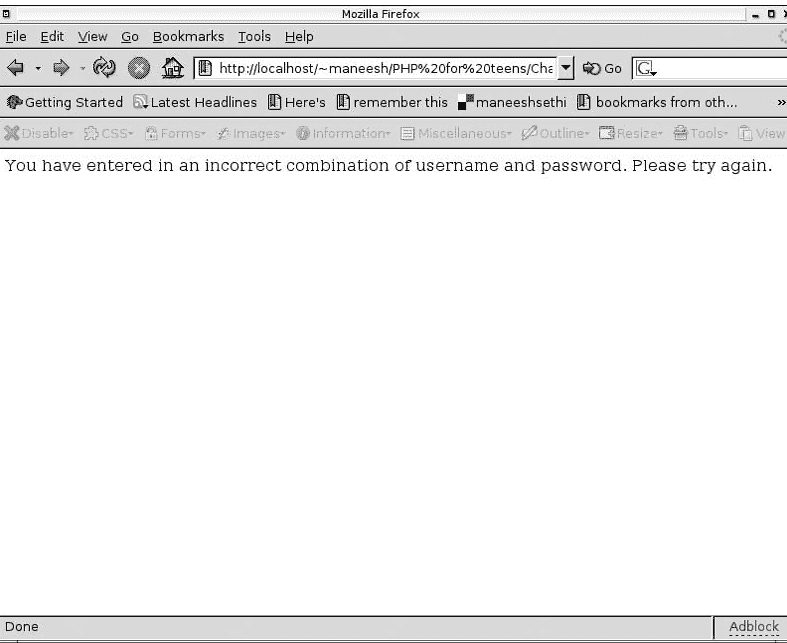 Mozilla Firefox
File Edit View Go Bookmarks Tools Help
http://localhost/~maneesh/PHP%20for%20teens/Cha Go G
Getting Started Latest Headlines Here's remember this maneeshsethi bookmarks from oth... »
Disable CSS Forms Images Information Miscellaneous Outline Resize Tools View
You have entered in an incorrect combination of username and password. Please try again.
Done Adblock